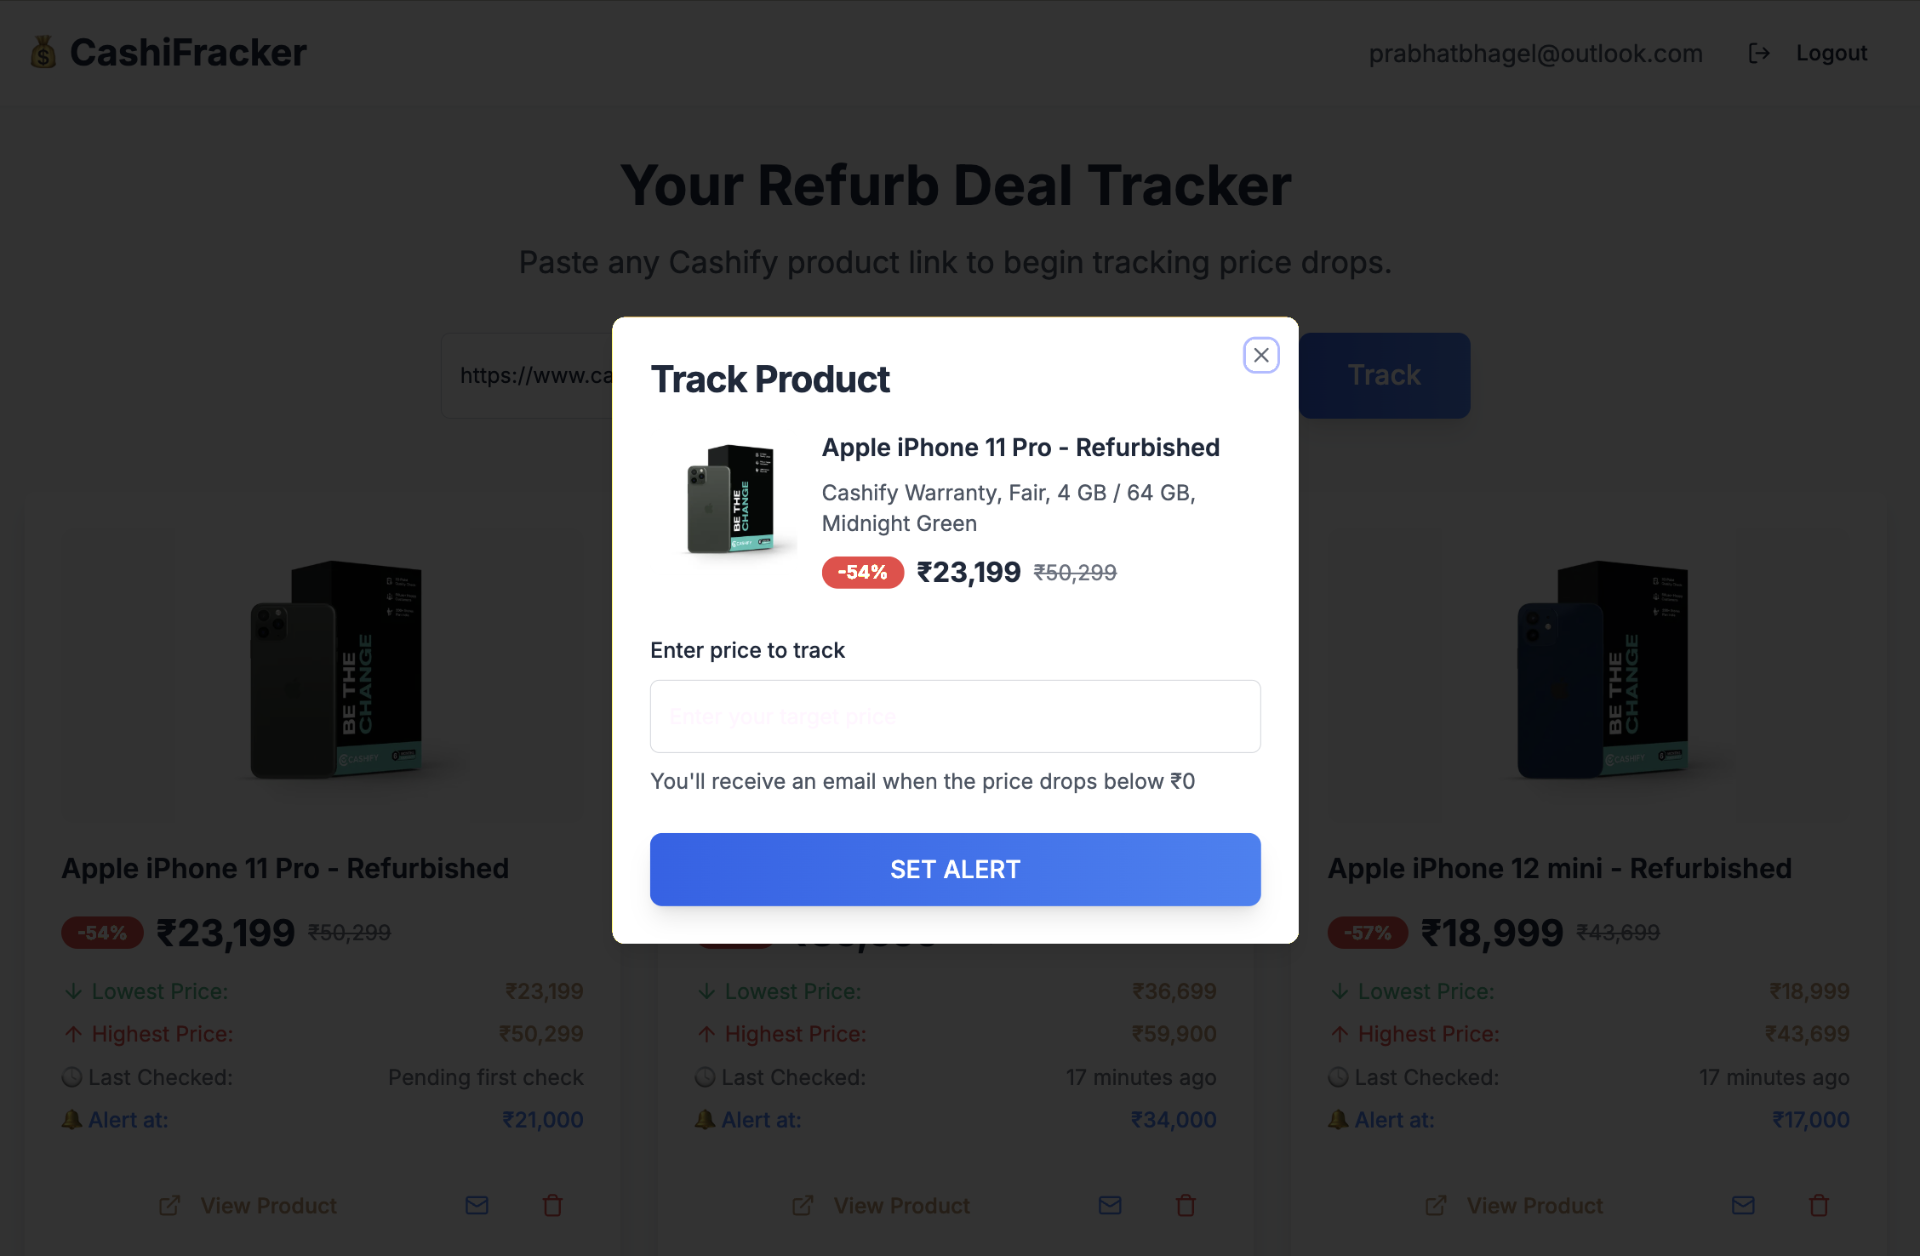 💰 CashiFracker
prabhatbhagel@outlook.com
Logout
Your Refurb Deal Tracker
Paste any Cashify product link to begin tracking price drops.
https://www.ca
Track
Track Product
BE THE
CHANGE
CASHIFY
Apple iPhone 11 Pro - Refurbished
Cashify Warranty, Fair, 4 GB / 64 GB,
Midnight Green
-54% ₹23,199 ₹50,299
Enter price to track
Enter your target price
You'll receive an email when the price drops below ₹0
SET ALERT
BE THE
CHANGE
CASHIFY
Apple iPhone 11 Pro - Refurbished
-54% ₹23,199 ₹50,299
↓ Lowest Price: ₹23,199
↑ Highest Price: ₹50,299
Last Checked: Pending first check
🔔 Alert at: ₹21,000
View Product
↓ Lowest Price: ₹36,699
↑ Highest Price: ₹59,900
Last Checked: 17 minutes ago
🔔 Alert at: ₹34,000
View Product
BE THE
CHANGE
CASHIFY
Apple iPhone 12 mini - Refurbished
-57% ₹18,999 ₹43,699
↓ Lowest Price: ₹18,999
↑ Highest Price: ₹43,699
Last Checked: 17 minutes ago
🔔 Alert at: ₹17,000
View Product